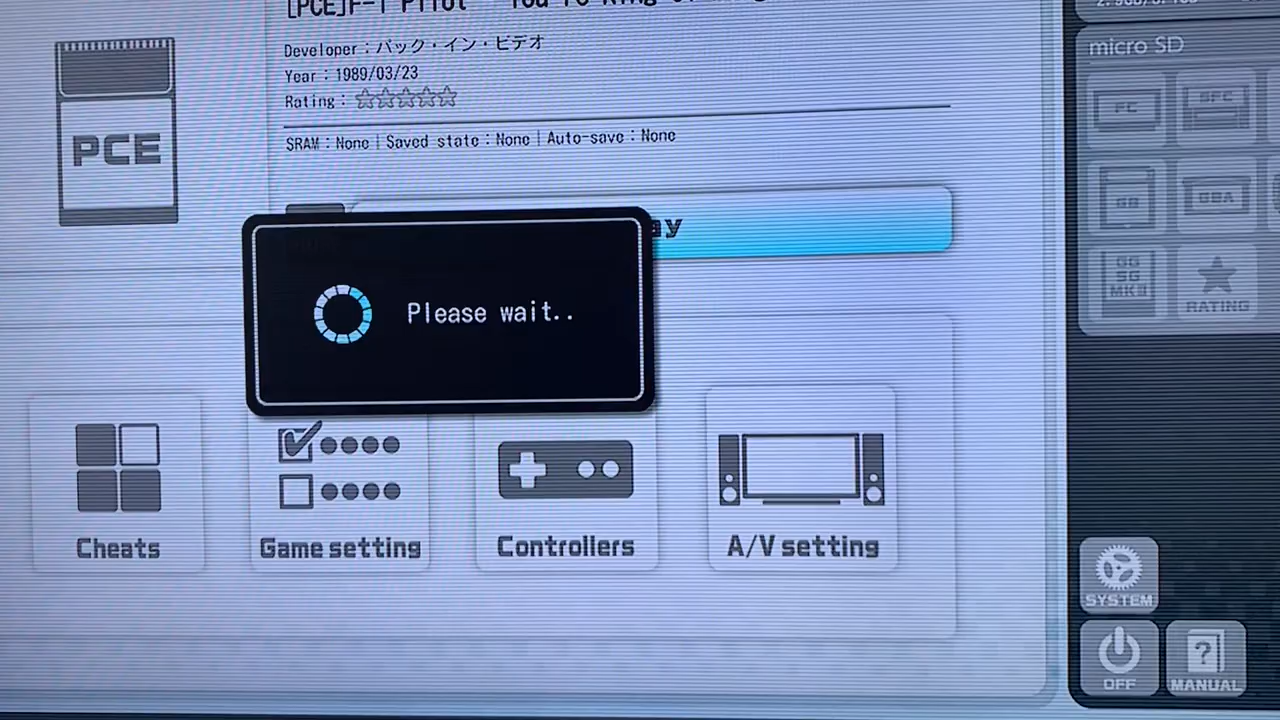 [PCE]F-1 Pilot
Developer：パック・イン・ビデオ
Year：1989/03/23
Rating：☆☆☆☆☆
SRAM：None｜Saved state：None｜Auto-save：None
PCE
ay
Please wait..
Cheats
Game setting
Controllers
A/V setting
micro SD
FC
SFC
GB
GBA
GG
SG
MKIII
RATING
SYSTEM
OFF
?
MANUAL